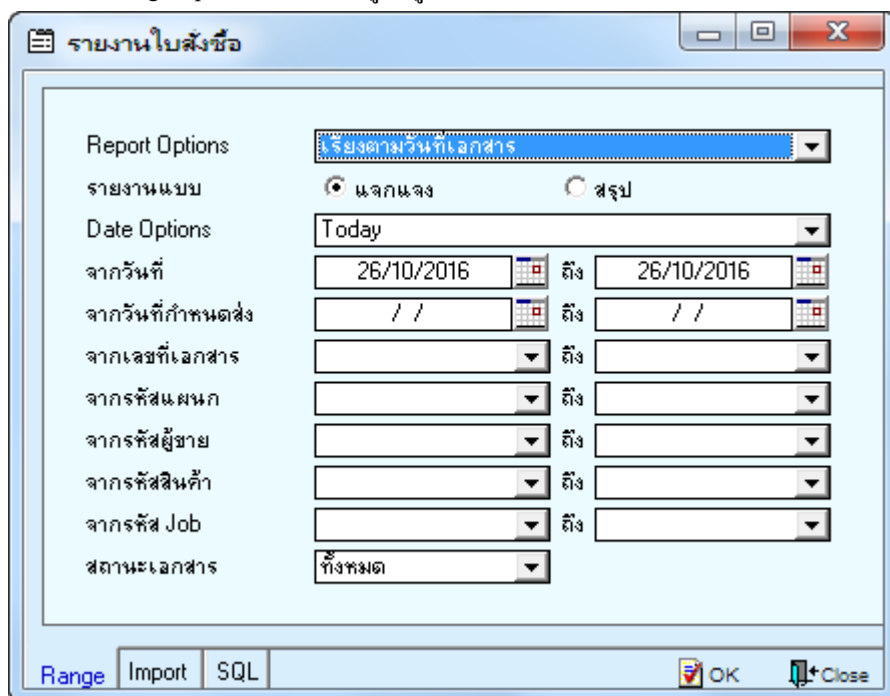 รายงานใบสั่งซื้อ
Report Options เรียงตามวันที่เอกสาร
รายงานแบบ แจกแจง สรุป
Date Options Today
จากวันที่ 26/10/2016 ถึง 26/10/2016
จากวันที่กำหนดส่ง / / ถึง / /
จากเลขที่เอกสาร ถึง
จากรหัสแผนก ถึง
จากรหัสผู้ขาย ถึง
จากรหัสสินค้า ถึง
จากรหัส Job ถึง
สถานะเอกสาร ทั้งหมด
Range Import SQL OK Close